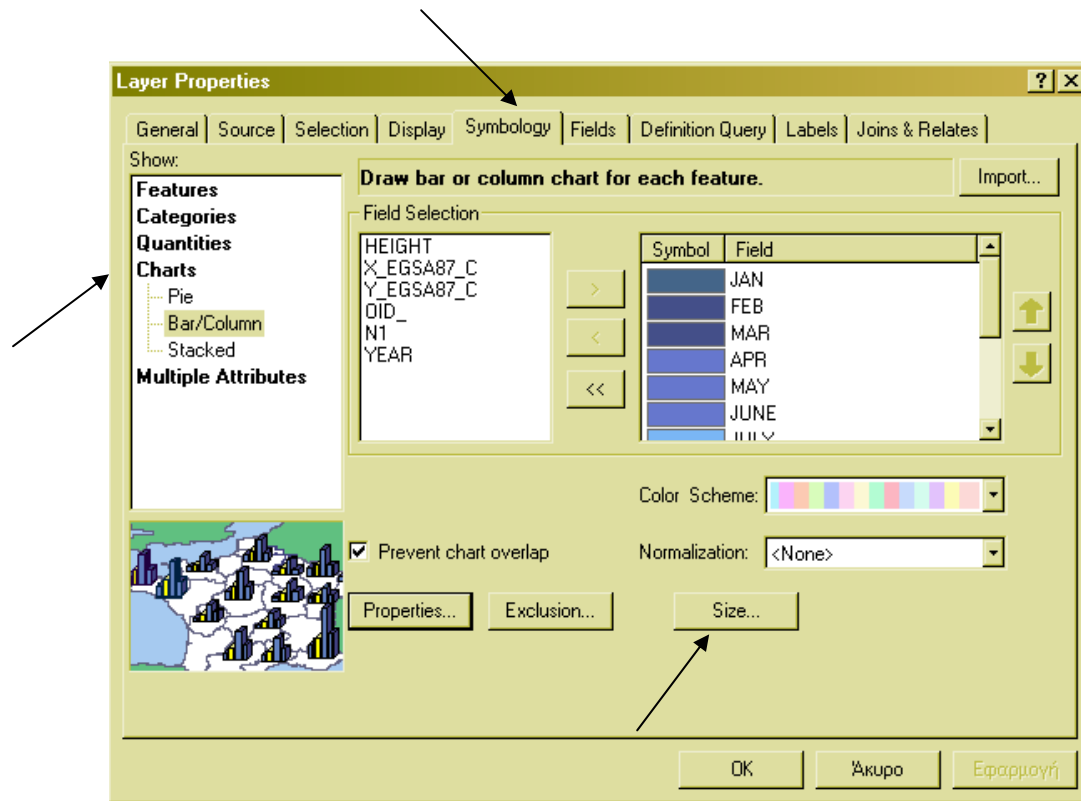 Layer Properties
General Source Selection Display Symbology Fields Definition Query Labels Joins & Relates
Show:
Features
Categories
Quantities
Charts
Pie
Bar/Column
Stacked
Multiple Attributes
Draw bar or column chart for each feature.
Import...
Field Selection
HEIGHT
X_EGSA87_C
Y_EGSA87_C
OID_
N1
YEAR
>
<
<<
Symbol Field
JAN
FEB
MAR
APR
MAY
JUNE
JULY
Color Scheme:
Prevent chart overlap
Normalization: <None>
Properties... Exclusion... Size...
OK Άκυρο Εφαρμογή